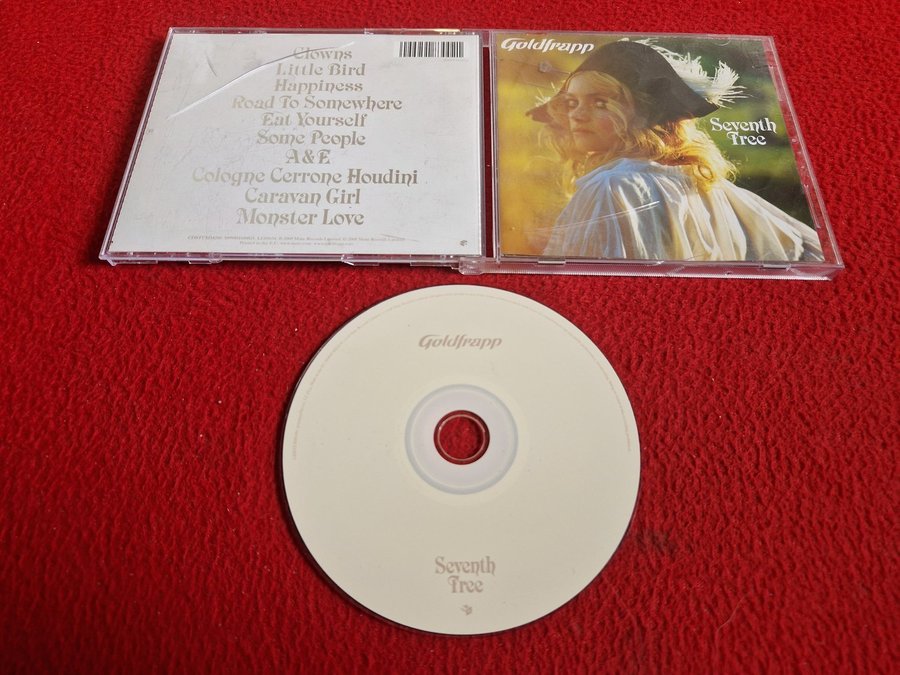 Clowns
Little Bird
Happiness
Road To Somewhere
Eat Yourself
Some People
A&E
Cologne Cerrone Houdini
Caravan Girl
Monster Love
Goldfrapp
Seventh
Tree
Goldfrapp
Seventh
Tree